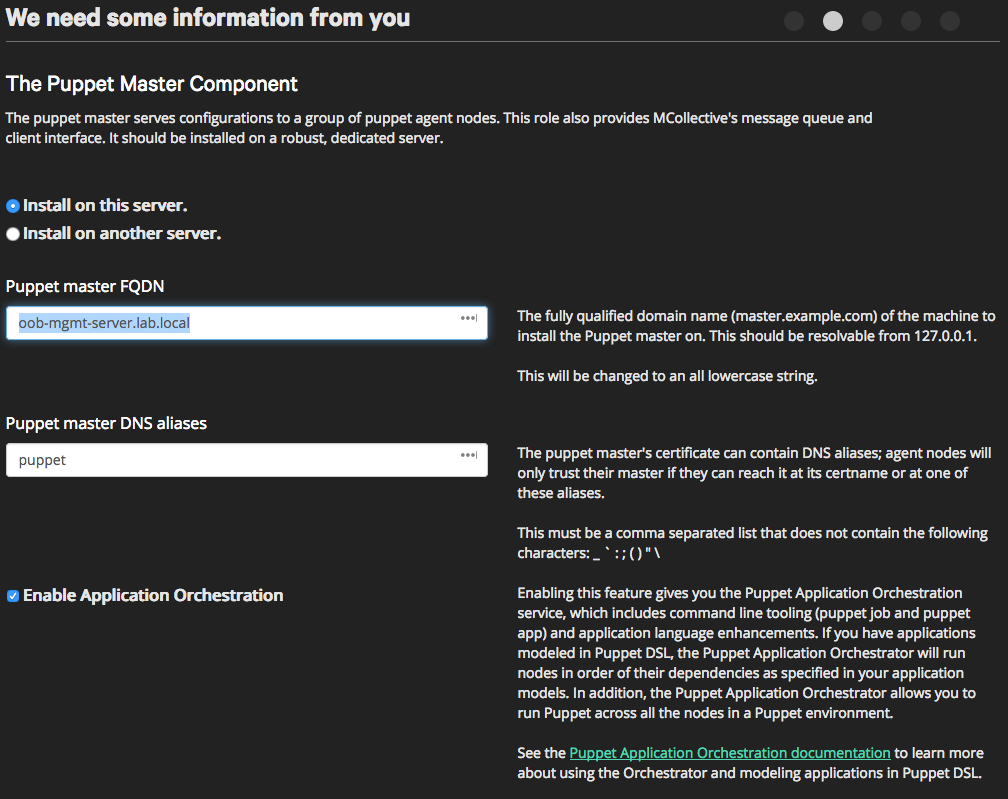 We need some information from you
The Puppet Master Component
The puppet master serves configurations to a group of puppet agent nodes. This role also provides MCollective's message queue and
client interface. It should be installed on a robust, dedicated server.
Install on this server.
Install on another server.
Puppet master FQDN
oob-mgmt-server.lab.local
The fully qualified domain name (master.example.com) of the machine to
install the Puppet master on. This should be resolvable from 127.0.0.1.
This will be changed to an all lowercase string.
Puppet master DNS aliases
puppet
The puppet master's certificate can contain DNS aliases; agent nodes will
only trust their master if they can reach it at its certname or at one of
these aliases.
This must be a comma separated list that does not contain the following
characters: _ ` : ; ( ) " \
Enable Application Orchestration
Enabling this feature gives you the Puppet Application Orchestration
service, which includes command line tooling (puppet job and puppet
app) and application language enhancements. If you have applications
modeled in Puppet DSL, the Puppet Application Orchestrator will run
nodes in order of their dependencies as specified in your application
models. In addition, the Puppet Application Orchestrator allows you to
run Puppet across all the nodes in a Puppet environment.
See the Puppet Application Orchestration documentation to learn more
about using the Orchestrator and modeling applications in Puppet DSL.